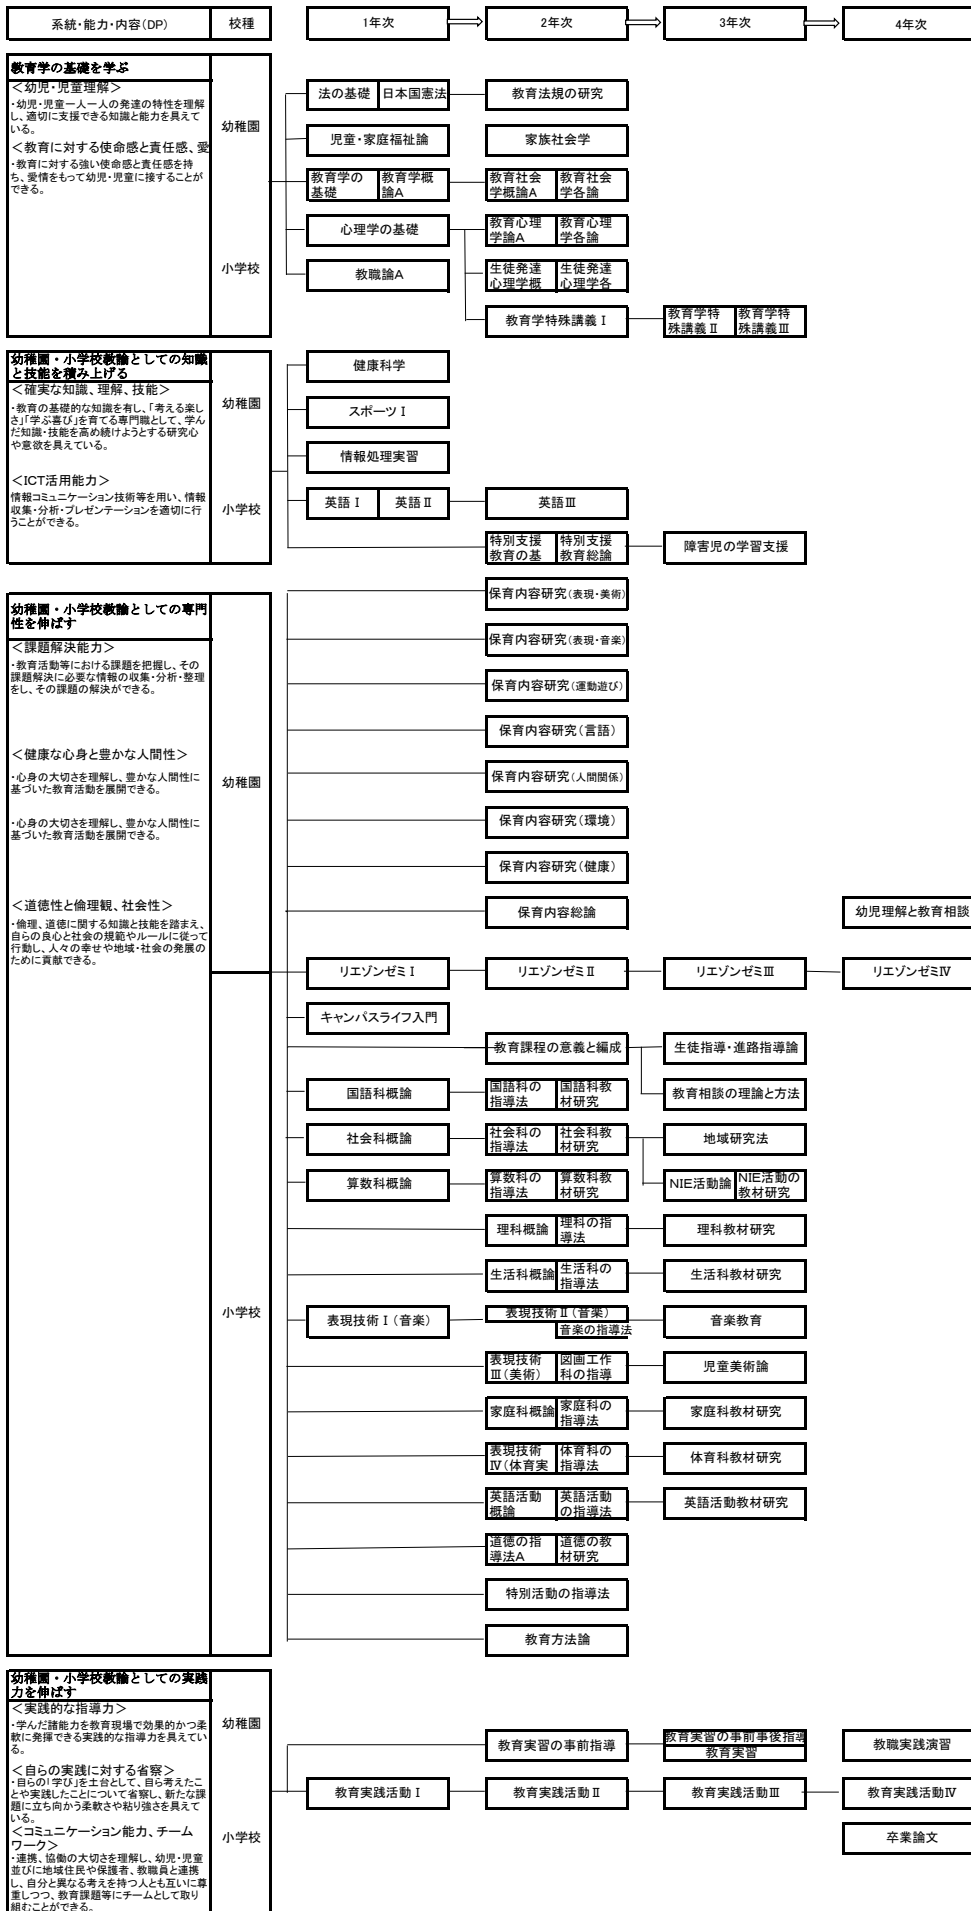 系統・能力・内容(DP)
校種
1年次
2年次
3年次
4年次
教育学の基礎を学ぶ
＜幼児・児童理解＞
・幼児・児童一人一人の発達の特性を理解
し、適切に支援できる知識と能力を具えて
いる。
＜教育に対する使命感と責任感、愛
・教育に対する強い使命感と責任感を持
ち、愛情をもって幼児・児童に接することが
できる。
幼稚園
小学校
法の基礎
日本国憲法
教育法規の研究
児童・家庭福祉論
家族社会学
教育学の
基礎
教育学概
論A
教育社会
学概論A
教育社会
学各論
心理学の基礎
教育心理
学論A
教育心理
学各論
教職論A
生徒発達
心理学概
生徒発達
心理学各
教育学特殊講義Ⅰ
教育学特
殊講義Ⅱ
教育学特
殊講義Ⅲ
幼稚園・小学校教諭としての知識
と技能を積み上げる
＜確実な知識、理解、技能＞
・教育の基礎的な知識を有し、「考える楽し
さ」「学ぶ喜び」を育てる専門職として、学ん
だ知識・技能を高め続けようとする研究心
や意欲を具えている。
＜ICT活用能力＞
情報コミュニケーション技術等を用い、情報
収集・分析・プレゼンテーションを適切に行
うことができる。
幼稚園
小学校
健康科学
スポーツⅠ
情報処理実習
英語Ⅰ
英語Ⅱ
英語Ⅲ
特別支援
教育の基
特別支援
教育総論
障害児の学習支援
幼稚園・小学校教諭としての専門
性を伸ばす
＜課題解決能力＞
・教育活動等における課題を把握し、その
課題解決に必要な情報の収集・分析・整理
をし、その課題の解決ができる。
＜健康な心身と豊かな人間性＞
・心身の大切さを理解し、豊かな人間性に
基づいた教育活動を展開できる。
・心身の大切さを理解し、豊かな人間性に
基づいた教育活動を展開できる。
＜道徳性と倫理観、社会性＞
・倫理、道徳に関する知識と技能を踏まえ、
自らの良心と社会の規範やルールに従って
行動し、人々の幸せや地域・社会の発展の
ために貢献できる。
幼稚園
小学校
保育内容研究(表現・美術)
保育内容研究(表現・音楽)
保育内容研究(運動遊び)
保育内容研究(言語)
保育内容研究(人間関係)
保育内容研究(環境)
保育内容研究(健康)
保育内容総論
幼児理解と教育相談
リエゾンゼミⅠ
リエゾンゼミⅡ
リエゾンゼミⅢ
リエゾンゼミⅣ
キャンパスライフ入門
教育課程の意義と編成
生徒指導・進路指導論
教育相談の理論と方法
国語科概論
国語科の
指導法
国語科教
材研究
社会科概論
社会科の
指導法
社会科教
材研究
地域研究法
算数科概論
算数科の
指導法
算数科教
材研究
NIE活動論
NIE活動の
教材研究
理科概論
理科の指
導法
理科教材研究
生活科概論
生活科の
指導法
生活科教材研究
表現技術Ⅰ(音楽)
表現技術Ⅱ(音楽)
音楽の指導法
音楽教育
表現技術
Ⅲ(美術)
図画工作
科の指導
児童美術論
家庭科概論
家庭科の
指導法
家庭科教材研究
表現技術
Ⅳ(体育実
体育科の
指導法
体育科教材研究
英語活動
概論
英語活動
の指導法
英語活動教材研究
道徳の指
導法A
道徳の教
材研究
特別活動の指導法
教育方法論
幼稚園・小学校教諭としての実践
力を伸ばす
＜実践的な指導力＞
・学んだ諸能力を教育現場で効果的かつ柔
軟に発揮できる実践的な指導力を具えてい
る。
＜自らの実践に対する省察＞
・自らの「学び」を土台として、自ら考えたこ
とや実践したことについて省察し、新たな課
題に立ち向かう柔軟さや粘り強さを具えて
いる。
＜コミュニケーション能力、チーム
ワーク＞
・連携、協働の大切さを理解し、幼児・児童
並びに地域住民や保護者、教職員と連携
し、自分と異なる考えを持つ人とも互いに尊
重しつつ、教育課題等にチームとして取り
組むことができる。
幼稚園
小学校
教育実習の事前指導
教育実習の事前事後指導
教育実習
教職実践演習
教育実践活動Ⅰ
教育実践活動Ⅱ
教育実践活動Ⅲ
教育実践活動Ⅳ
卒業論文